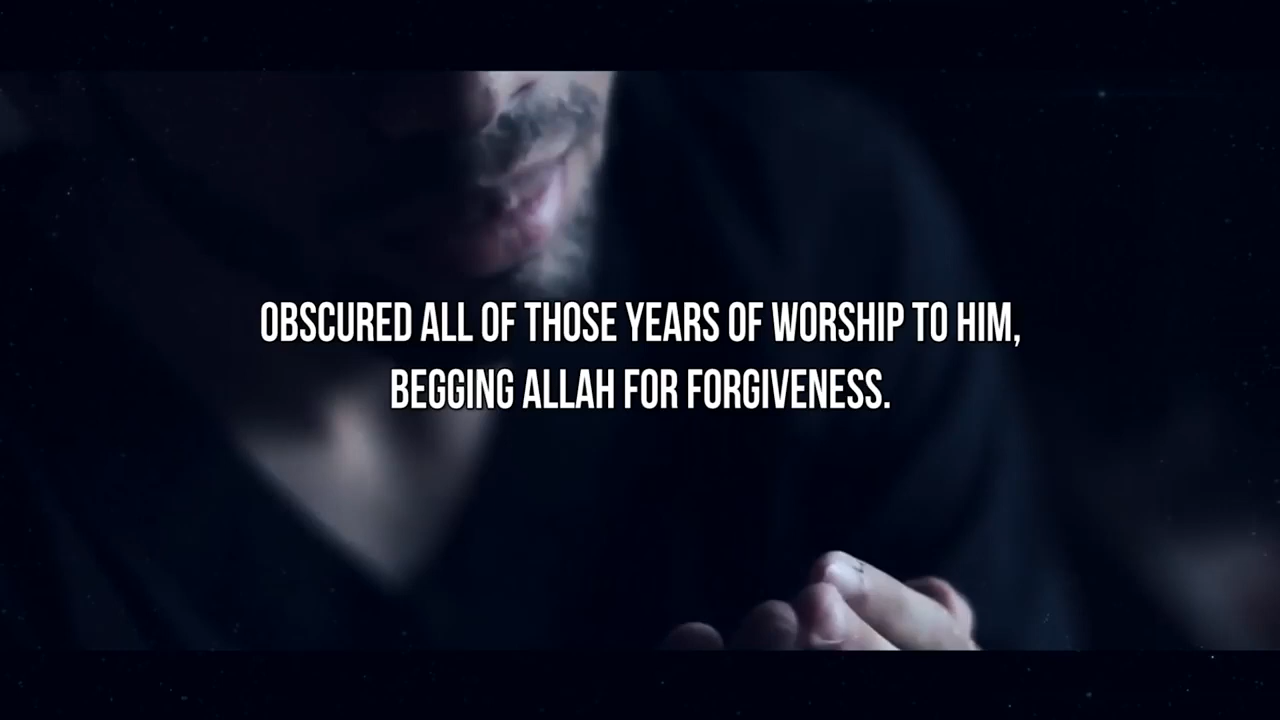 OBSCURED ALL OF THOSE YEARS OF WORSHIP TO HIM,
BEGGING ALLAH FOR FORGIVENESS.